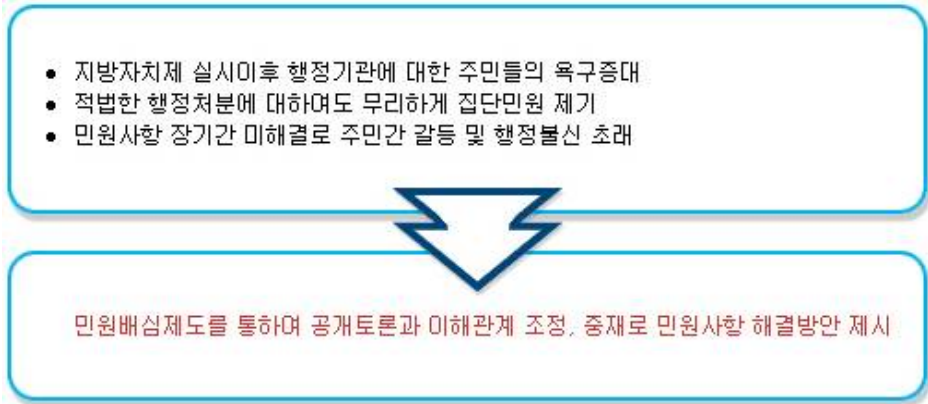 • 지방자치제 실시이후 행정기관에 대한 주민들의 욕구증대
• 적법한 행정처분에 대하여도 무리하게 집단민원 제기
• 민원사항 장기간 미해결로 주민간 갈등 및 행정불신 초래
민원배심제도를 통하여 공개토론과 이해관계 조정, 중재로 민원사항 해결방안 제시